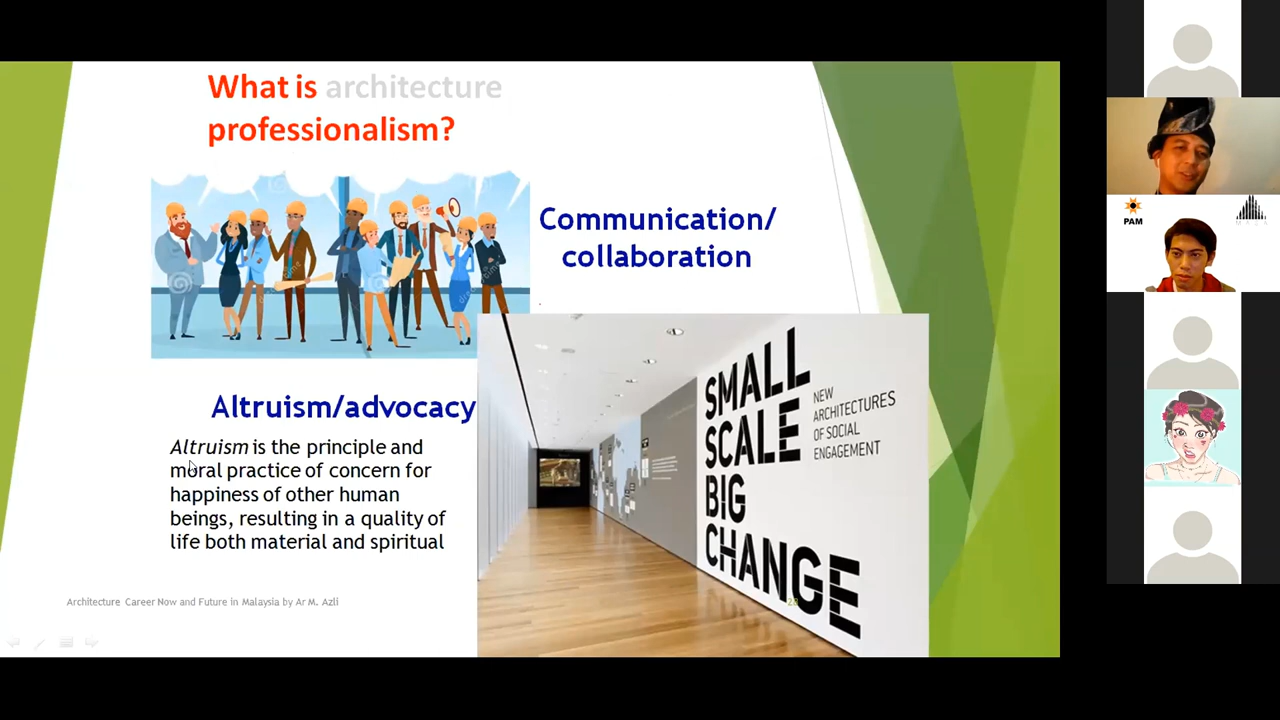 What is architecture
professionalism?
Communication/
collaboration
Altruism/advocacy
Altruism is the principle and
moral practice of concern for
happiness of other human
beings, resulting in a quality of
life both material and spiritual
SMALL
SCALE
BIG
CHANGE
NEW
ARCHITECTURES
OF SOCIAL
ENGAGEMENT
Architecture Career Now and Future in Malaysia by Ar M. Azli
PAM